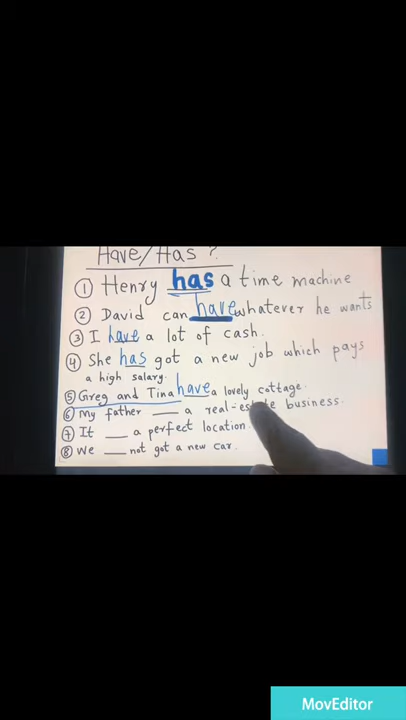 Have/Has ?
① Henry has a time machine
② David can have whatever he wants
③ I have a lot of cash.
④ She has got a new job which pays
a high salary.
⑤ Greg and Tina have a lovely cottage.
⑥ My father ___ a real-estate business.
⑦ It ___ a perfect location.
⑧ We ___ not got a new car.
MovEditor